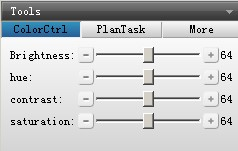 Tools
ColorCtrl PlanTask More
Brightness: - + 64
hue: - + 64
contrast: - + 64
saturation: - + 64